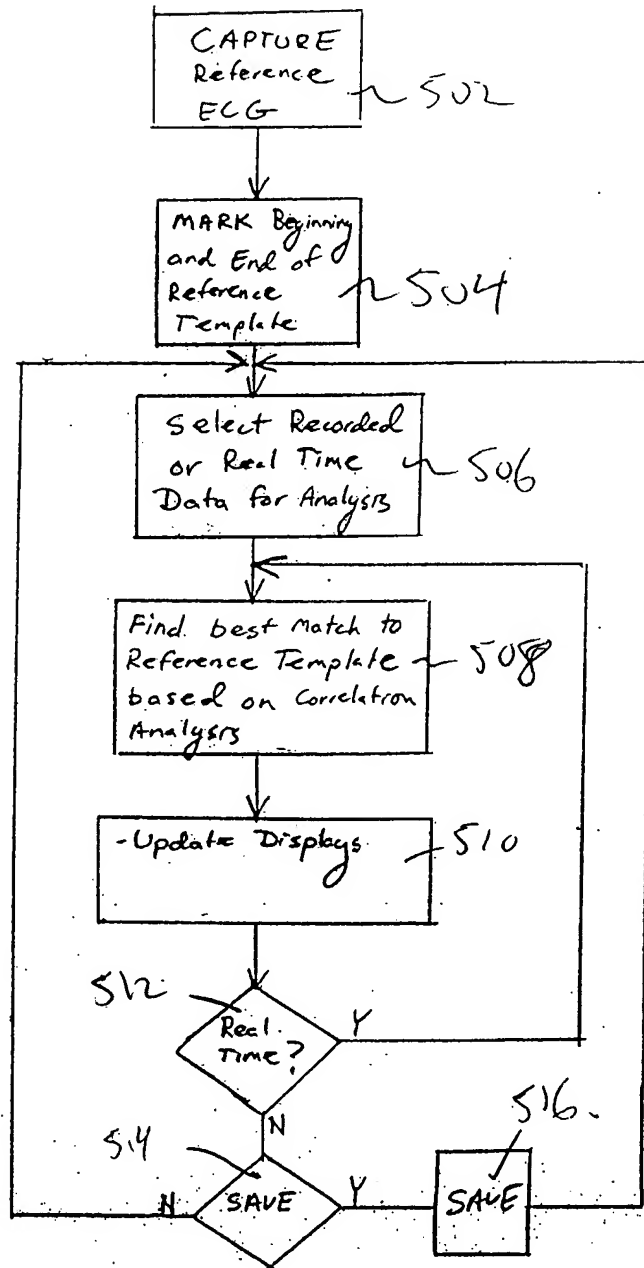 CAPTURE
Reference
ECG
502
MARK Beginning
and End of
Reference
Template
504
Select Recorded
or Real Time
Data for Analysis
506
Find best Match to
Reference Template
based on Correlation
Analysis
508
-Update Displays
510
512
Real
Time?
Y
N
514
SAVE
N
Y
516.
SAVE